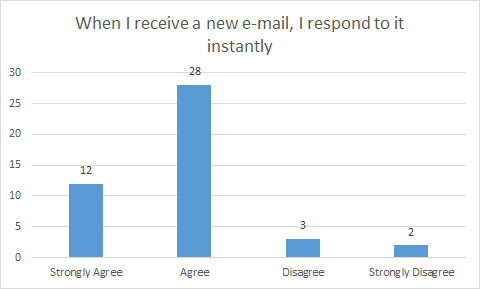 When I receive a new e-mail, I respond to it
instantly
30
25
20
15
10
5
0
12
28
3
2
Strongly Agree
Agree
Disagree
Strongly Disagree